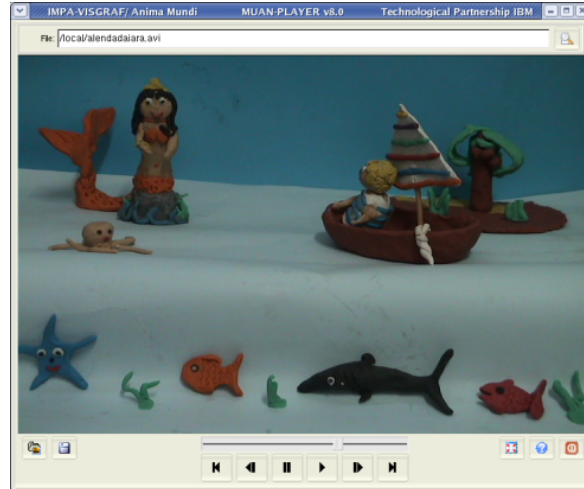 IMPA-VISGRAF/ Anima Mundi MUAN-PLAYER v8.0 Technological Partnership IBM
File: /local/alendadaiara.avi